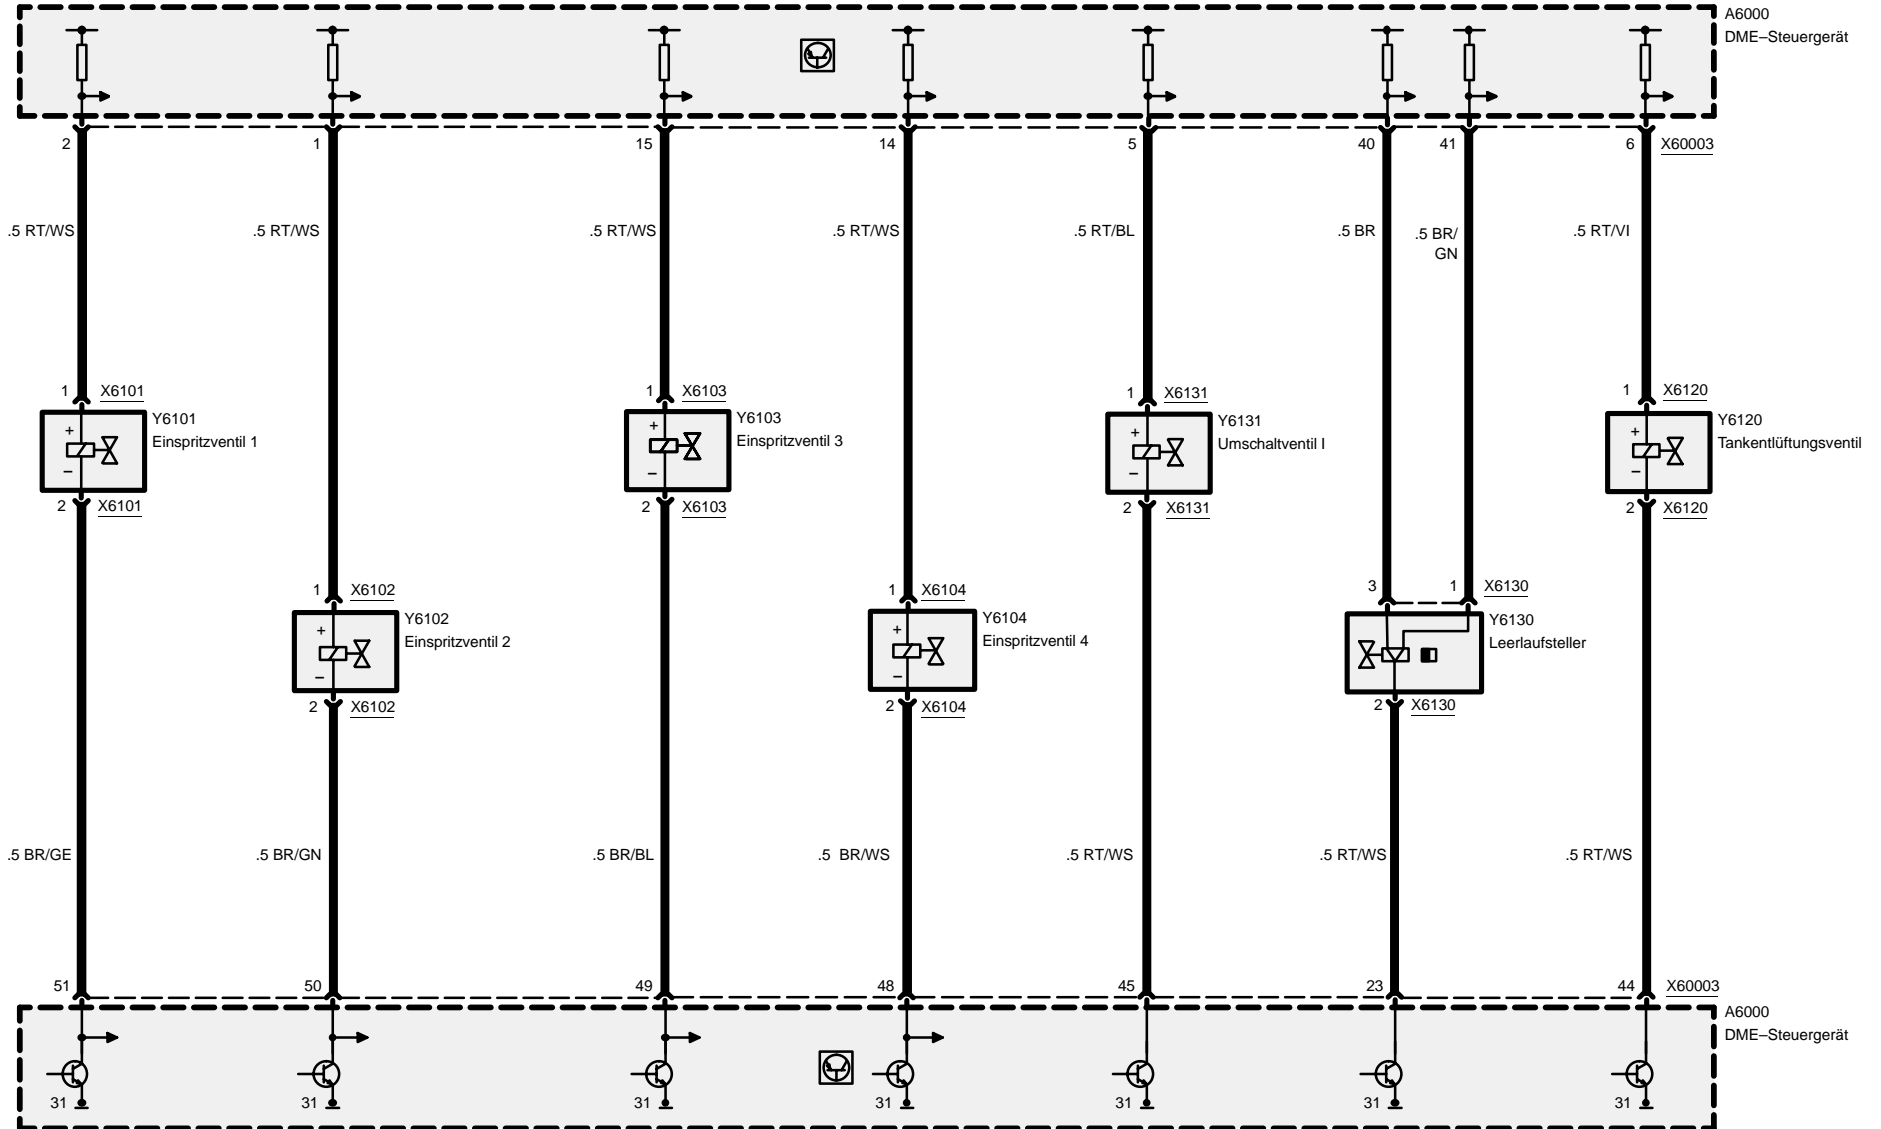 A6000
DME–Steuergerät
2 1 15 14 5 40 41 6 X60003
.5 RT/WS .5 RT/WS .5 RT/WS .5 RT/WS .5 RT/BL .5 BR .5 BR/ .5 RT/VI
GN
1 X6101 1 X6103 1 X6131 1 X6120
Y6101 Y6103 Y6131 Y6120
Einspritzventil 1 Einspritzventil 3 Umschaltventil I Tankentlüftungsventil
+ + + +
– – – –
2 X6101 2 X6103 2 X6131 2 X6120
1 X6102 1 X6104 3 1 X6130
Y6102 Y6104 Y6130
Einspritzventil 2 Einspritzventil 4 Leerlaufsteller
+ +
– –
2 X6102 2 X6104 2 X6130
.5 BR/GE .5 BR/GN .5 BR/BL .5 BR/WS .5 RT/WS .5 RT/WS .5 RT/WS
51 50 49 48 45 23 44 X60003
A6000
DME–Steuergerät
31 31 31 31 31 31 31